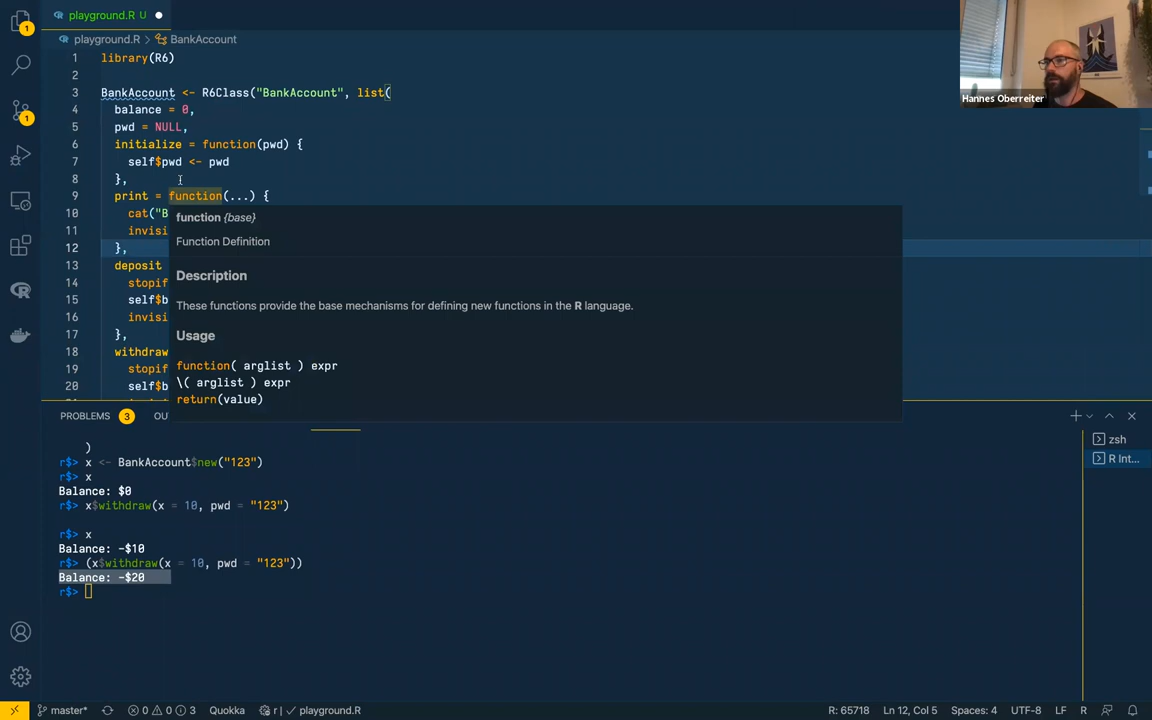 playground.R U
playground.R > BankAccount
1 library(R6)
2
3 BankAccount <- R6Class("BankAccount", list(
4 balance = 0,
5 pwd = NULL,
6 initialize = function(pwd) {
7 self$pwd <- pwd
8 },
9 print = function(...) {
10 cat("B
11 invisi
12 },
13 deposit
14 stopif
15 self$b
16 invisi
17 },
18 withdraw
19 stopif
20 self$b
function {base}
Function Definition
Description
These functions provide the base mechanisms for defining new functions in the R language.
Usage
function( arglist ) expr
\( arglist ) expr
return(value)
Hannes Oberreiter
1
1
PROBLEMS 3 OU
)
r$> x <- BankAccount$new("123")
r$> x
Balance: $0
r$> x$withdraw(x = 10, pwd = "123")
r$> x
Balance: -$10
r$> (x$withdraw(x = 10, pwd = "123"))
Balance: -$20
r$>
zsh
R Int...
master* 0 0 3 Quokka r | playground.R R: 65718 Ln 12, Col 5 Spaces: 4 UTF-8 LF R